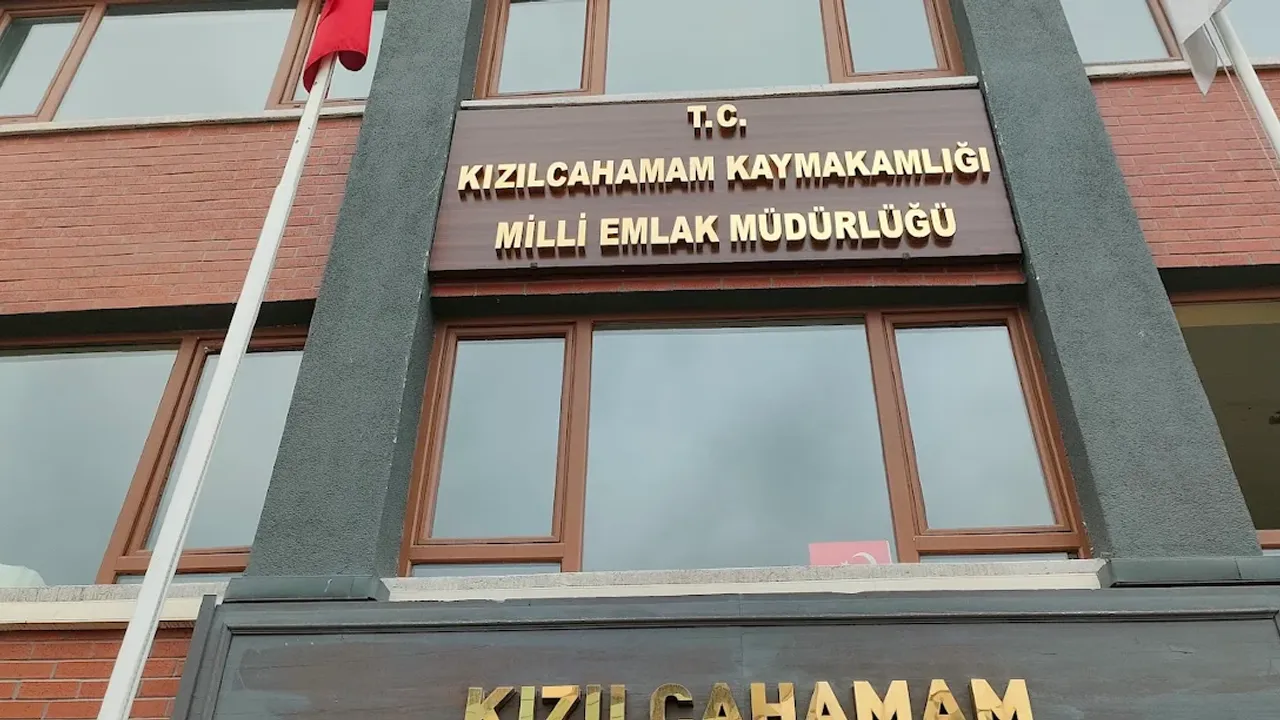 T.C.
KIZILCAHAMAM KAYMAKAMLIĞI
MİLLİ EMLAK MÜDÜRLÜĞÜ
KIZILCAHAMAM